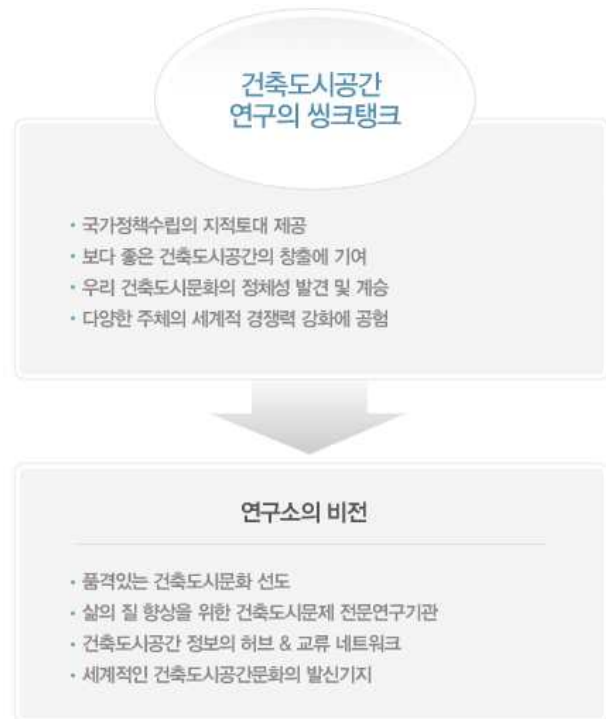 건축도시공간
연구의 씽크탱크
• 국가정책수립의 지적토대 제공
• 보다 좋은 건축도시공간의 창출에 기여
• 우리 건축도시문화의 정체성 발견 및 계승
• 다양한 주체의 세계적 경쟁력 강화에 공험
연구소의 비전
• 품격있는 건축도시문화 선도
• 삶의 질 향상을 위한 건축도시문제 전문연구기관
• 건축도시공간 정보의 허브 & 교류 네트워크
• 세계적인 건축도시공간문화의 발신기지